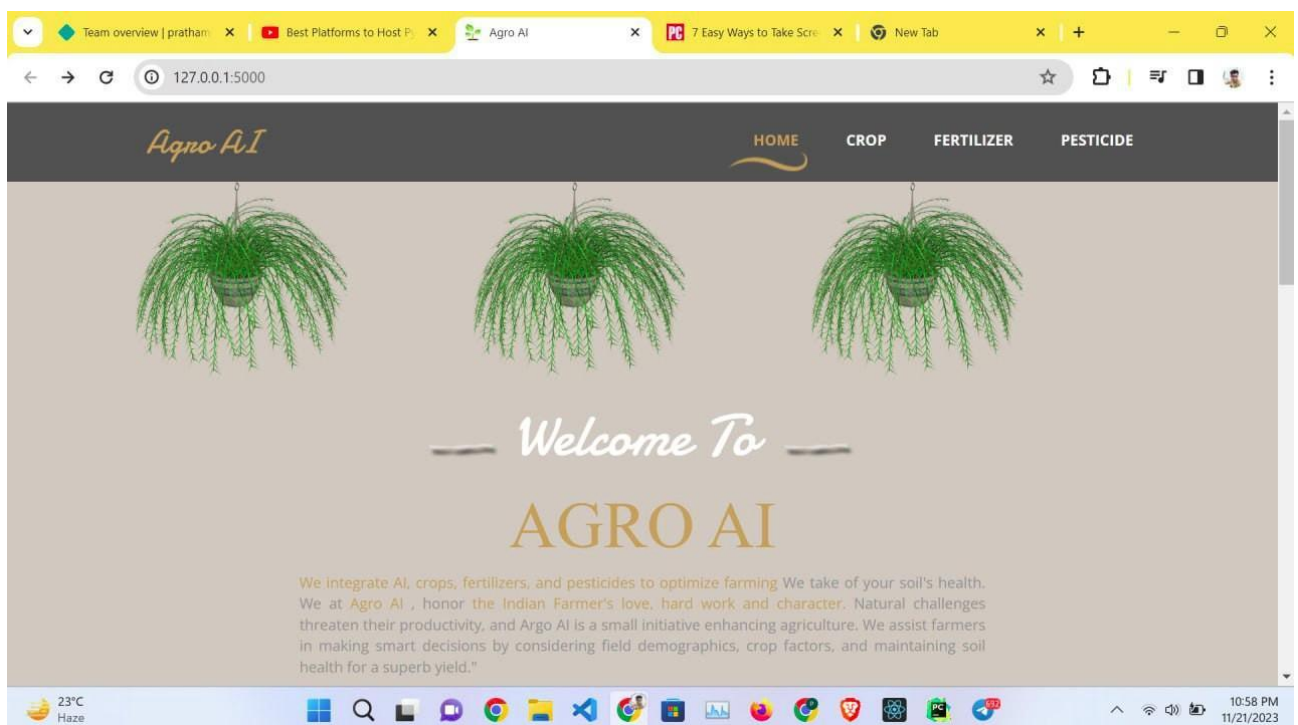 Team overview | pratham
Best Platforms to Host Py
Agro AI
7 Easy Ways to Take Scre
New Tab
127.0.0.1:5000
Agro AI
HOME CROP FERTILIZER PESTICIDE
Welcome To
AGRO AI
We integrate AI, crops, fertilizers, and pesticides to optimize farming We take of your soil's health.
We at Agro AI , honor the Indian Farmer's love, hard work and character. Natural challenges
threaten their productivity, and Argo AI is a small initiative enhancing agriculture. We assist farmers
in making smart decisions by considering field demographics, crop factors, and maintaining soil
health for a superb yield."
23°C
Haze
10:58 PM
11/21/2023